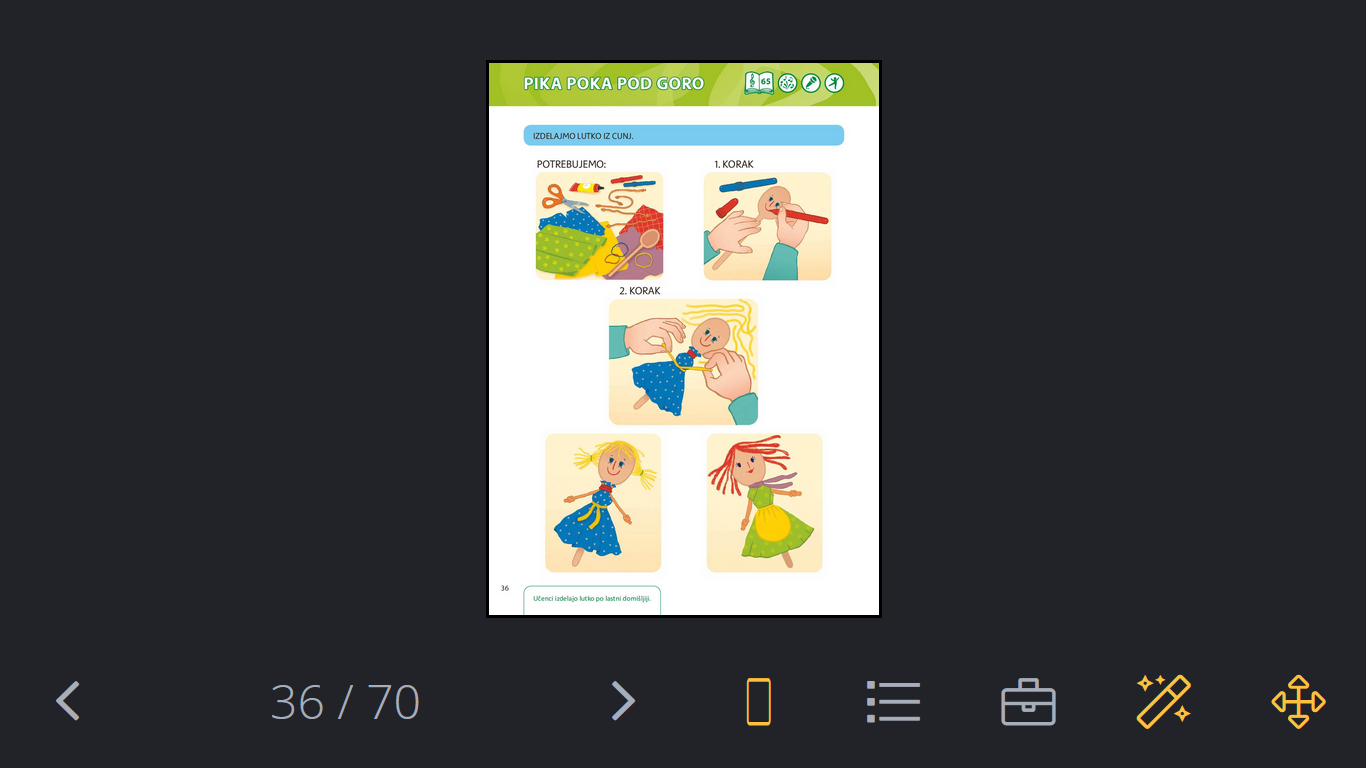 PIKA POKA POD GORO
65
IZDELAJMO LUTKO IZ CUNJ.
POTREBUJEMO:
1. KORAK
2. KORAK
36
Učenci izdelajo lutko po lastni domišljiji.
36 / 70